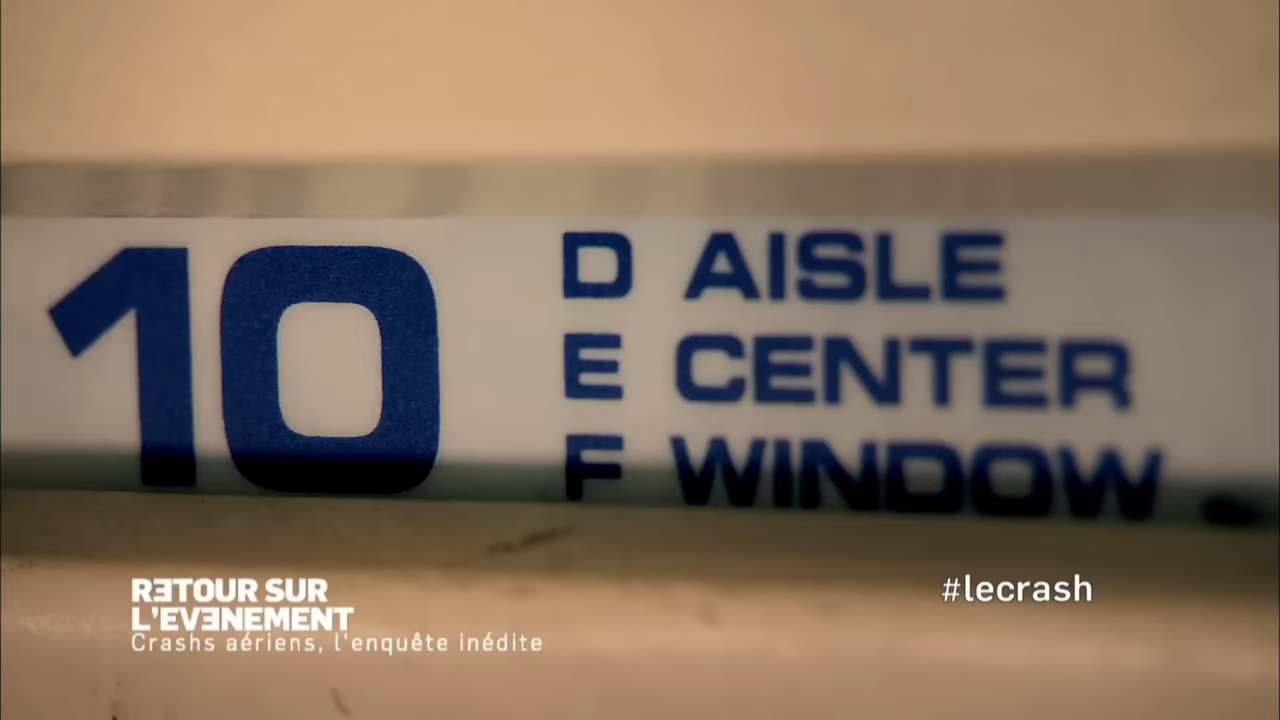 10
D AISLE
E CENTER
F WINDOW
RETOUR SUR
L'EVENEMENT
Crashs aériens, l'enquête inédite
#lecrash